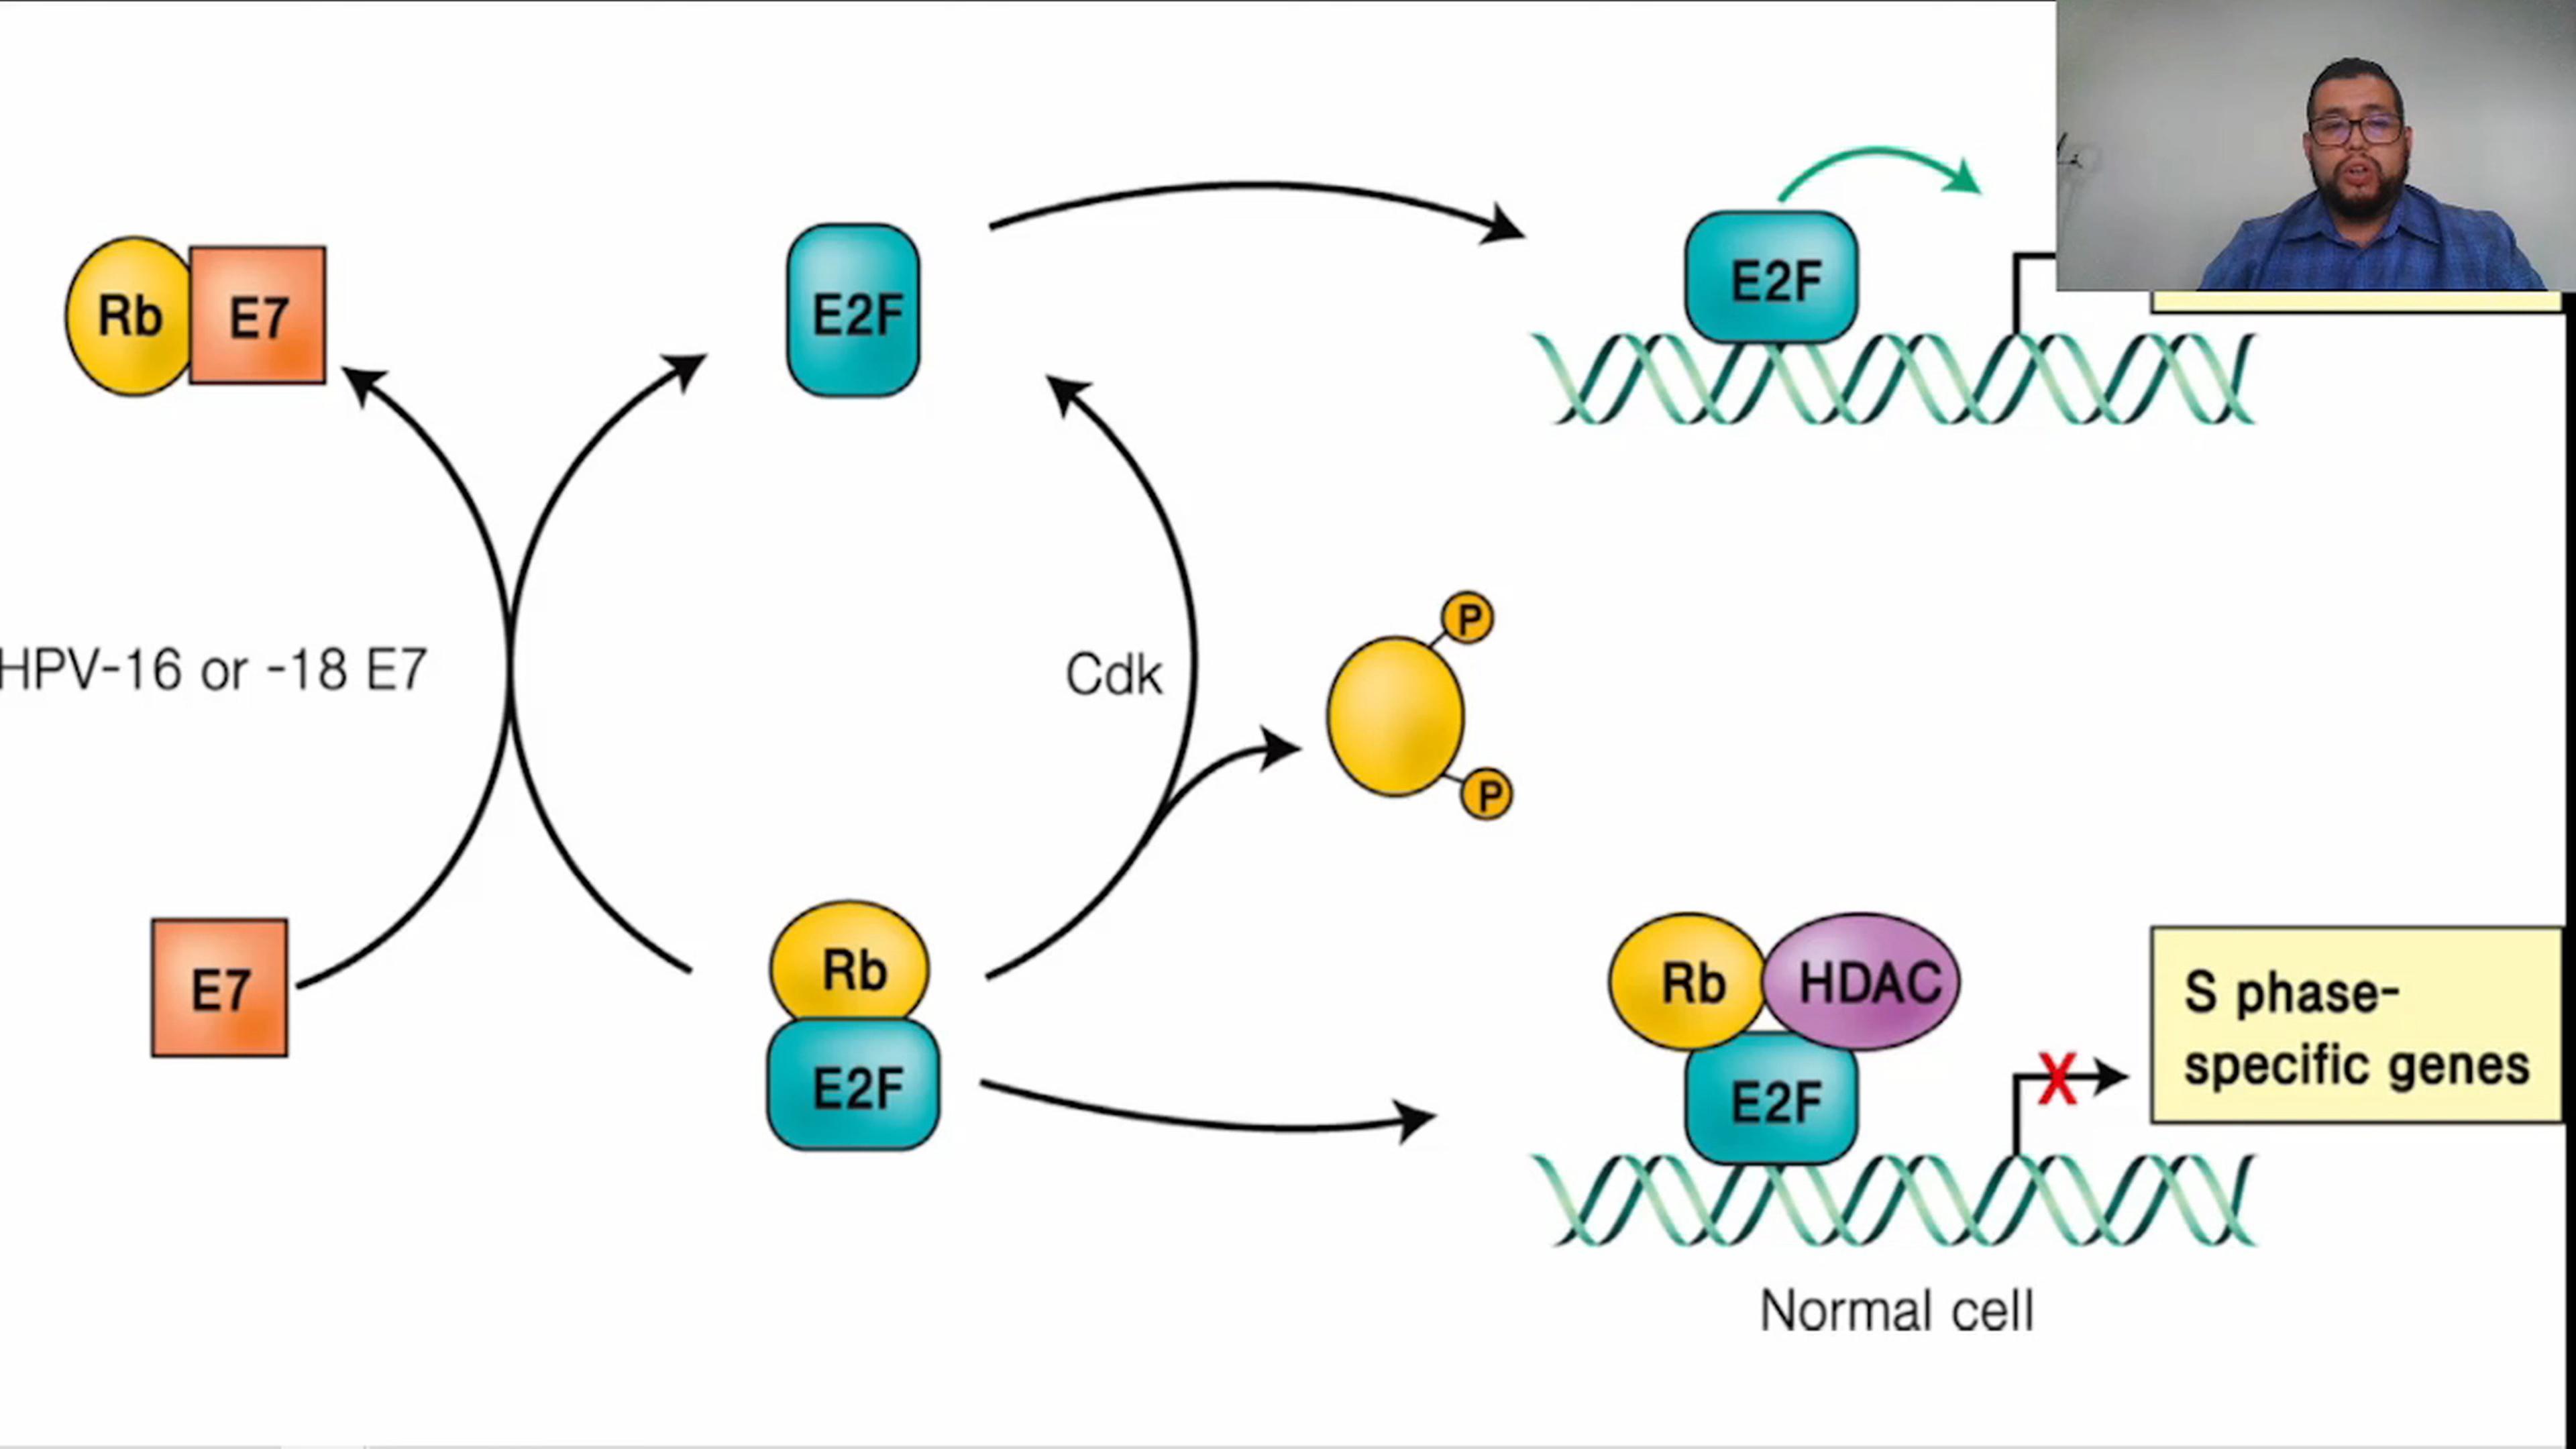 Rb
E7
E2F
E2F
HPV-16 or -18 E7
Cdk
P
P
E7
Rb
E2F
Rb
HDAC
E2F
S phase-
specific genes
Normal cell